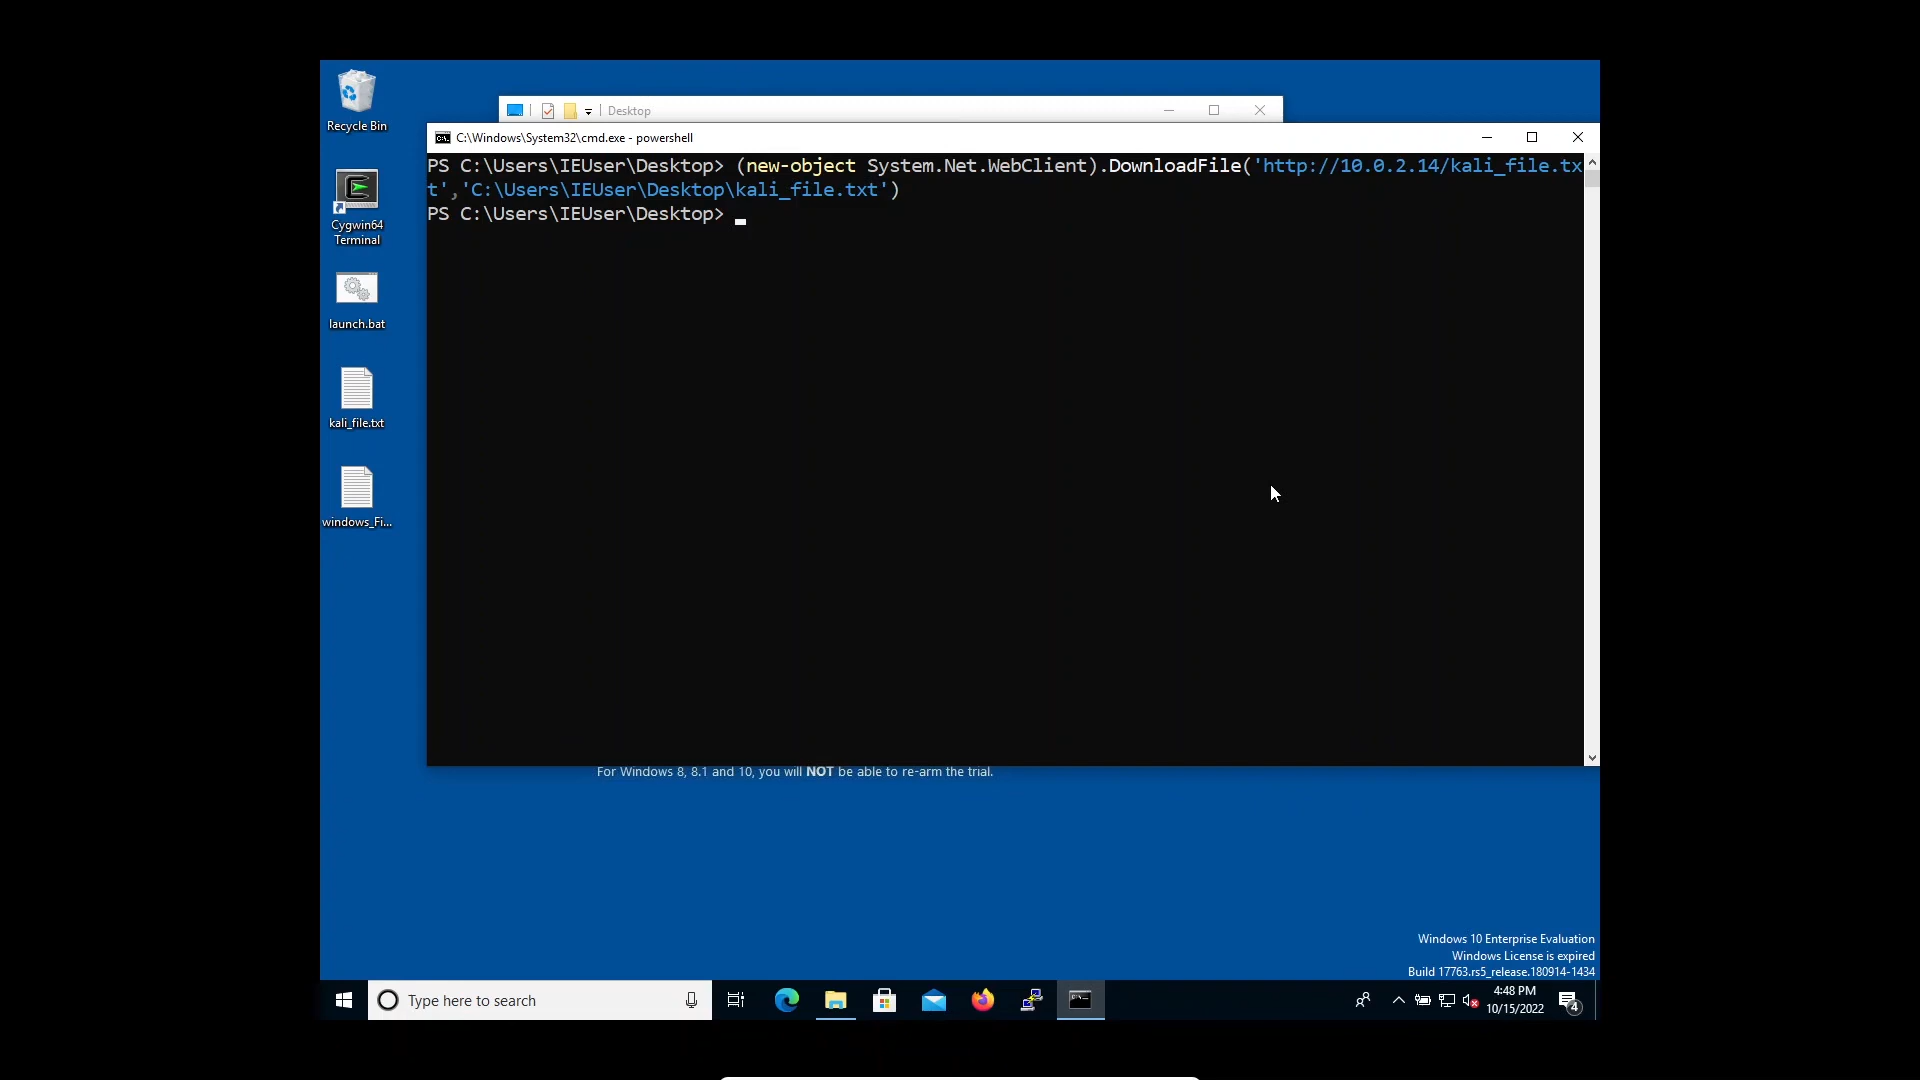 Recycle Bin
Desktop
C:\Windows\System32\cmd.exe - powershell
PS C:\Users\IEUser\Desktop> (new-object System.Net.WebClient).DownloadFile('http://10.0.2.14/kali_file.tx
t','C:\Users\IEUser\Desktop\kali_file.txt')
PS C:\Users\IEUser\Desktop>
Cygwin64
Terminal
launch.bat
kali_file.txt
windows_Fi...
For Windows 8, 8.1 and 10, you will NOT be able to re-arm the trial.
Windows 10 Enterprise Evaluation
Windows License is expired
Build 17763.rs5_release.180914-1434
Type here to search
4:48 PM
10/15/2022
4